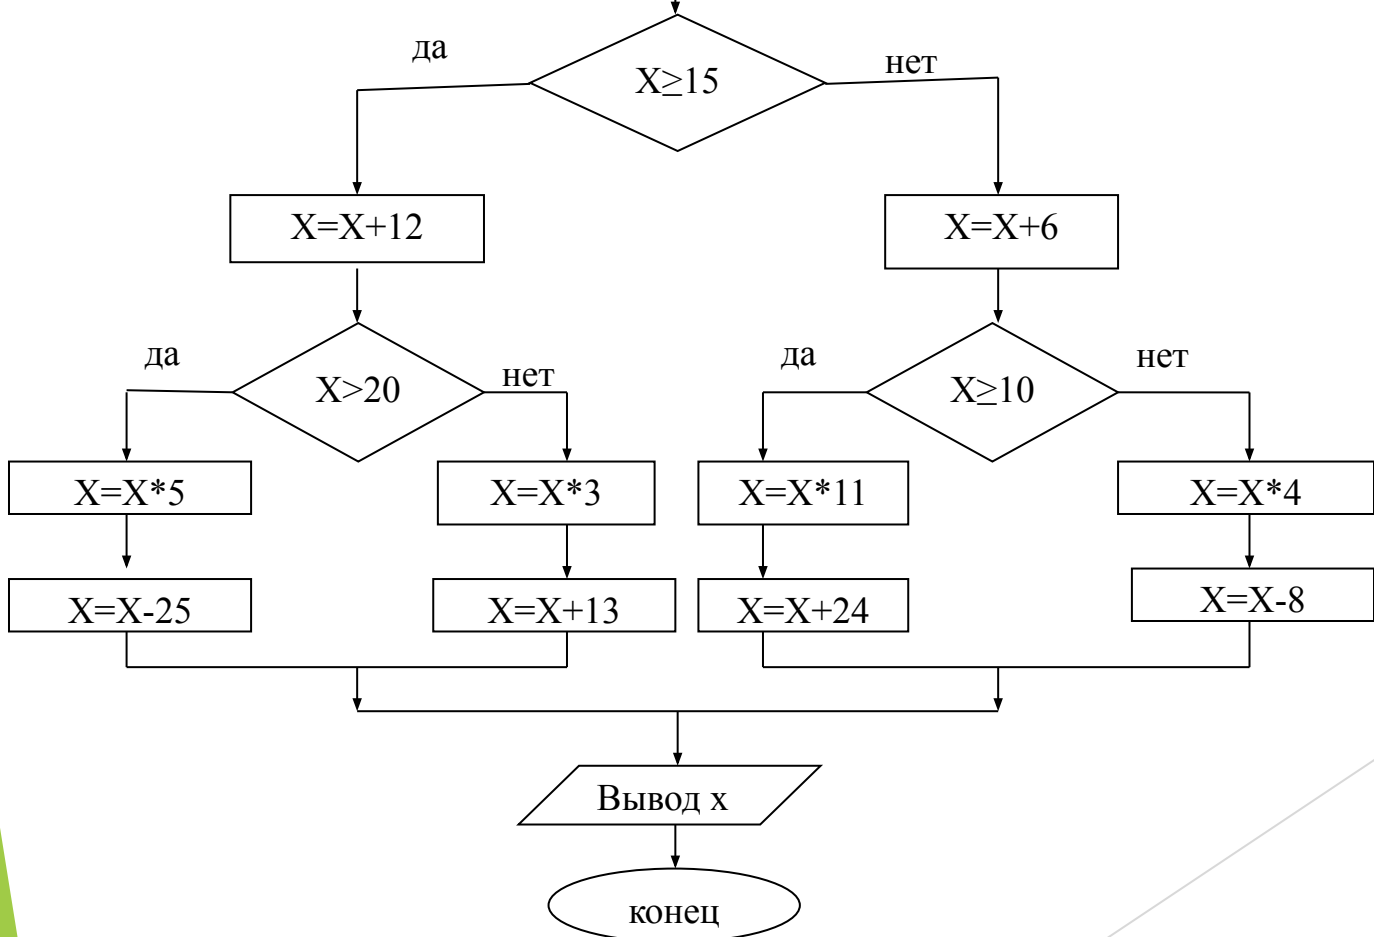 да
X≥15
нет
X=X+12
X=X+6
да
X>20
нет
да
X≥10
нет
X=X*5
X=X*3
X=X*11
X=X*4
X=X-25
X=X+13
X=X+24
X=X-8
Вывод x
конец